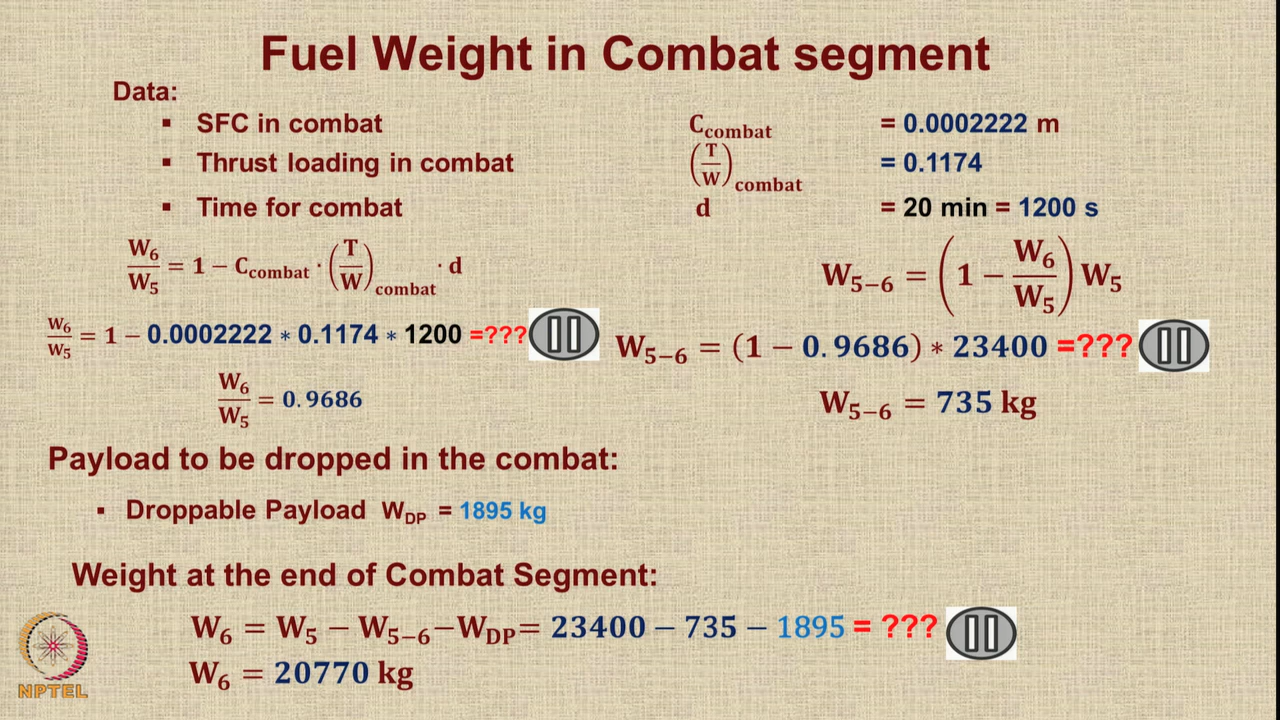 Fuel Weight in Combat segment
Data:
▪ SFC in combat C_combat = 0.0002222 m
▪ Thrust loading in combat (T/W)_combat = 0.1174
▪ Time for combat d = 20 min = 1200 s
W₆/W₅ = 1 − C_combat · (T/W)_combat · d
W₅₋₆ = (1 − W₆/W₅) W₅
W₆/W₅ = 1 − 0.0002222 * 0.1174 * 1200 =???
W₅₋₆ = (1 − 0.9686) * 23400 =???
W₆/W₅ = 0.9686
W₅₋₆ = 735 kg
Payload to be dropped in the combat:
▪ Droppable Payload W_DP = 1895 kg
Weight at the end of Combat Segment:
W₆ = W₅ − W₅₋₆−W_DP= 23400 − 735 − 1895 = ???
W₆ = 20770 kg
NPTEL